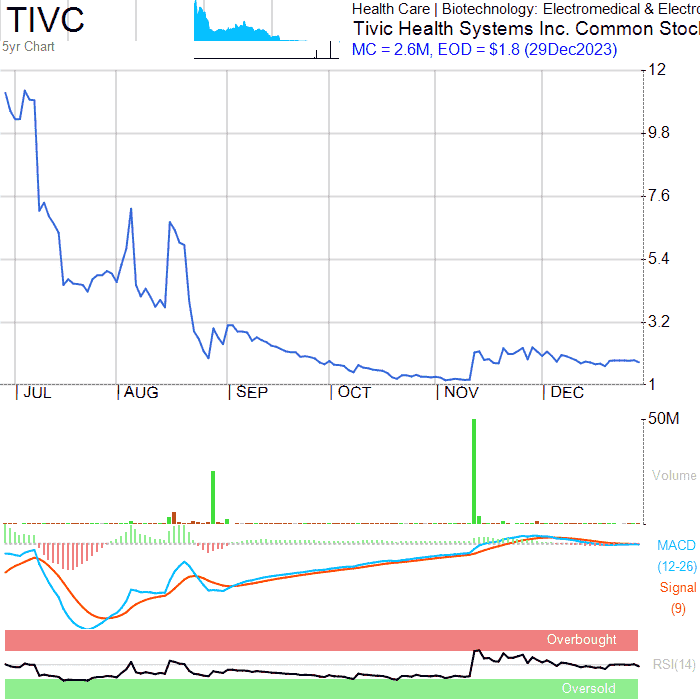 TIVC
5yr Chart
Health Care | Biotechnology: Electromedical & Electro
Tivic Health Systems Inc. Common Stoc
MC = 2.6M, EOD = $1.8 (29Dec2023)
12
9.8
7.6
5.4
3.2
1
JUL AUG SEP OCT NOV DEC
50M
Volume
MACD
(12-26)
Signal
(9)
Overbought
RSI(14)
Oversold